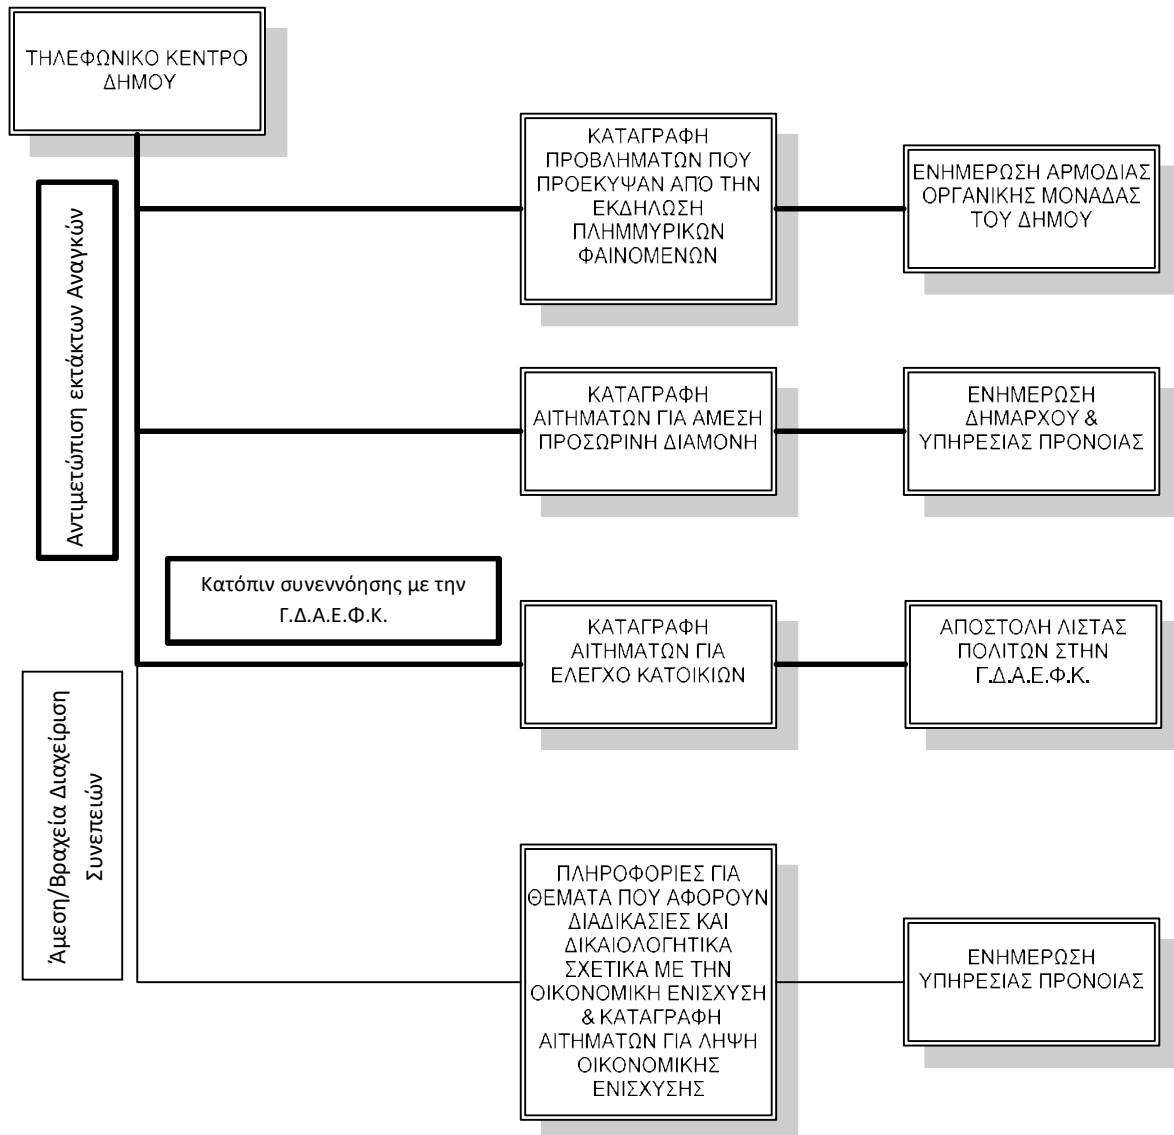 ΤΗΛΕΦΩΝΙΚΟ ΚΕΝΤΡΟ
ΔΗΜΟΥ
Αντιμετώπιση εκτάκτων Αναγκών
ΚΑΤΑΓΡΑΦΗ
ΠΡΟΒΛΗΜΑΤΩΝ ΠΟΥ
ΠΡΟΕΚΥΨΑΝ ΑΠΟ ΤΗΝ
ΕΚΔΗΛΩΣΗ
ΠΛΗΜΜΥΡΙΚΩΝ
ΦΑΙΝΟΜΕΝΩΝ
ΕΝΗΜΕΡΩΣΗ ΑΡΜΟΔΙΑΣ
ΟΡΓΑΝΙΚΗΣ ΜΟΝΑΔΑΣ
ΤΟΥ ΔΗΜΟΥ
ΚΑΤΑΓΡΑΦΗ
ΑΙΤΗΜΑΤΩΝ ΓΙΑ ΑΜΕΣΗ
ΠΡΟΣΩΡΙΝΗ ΔΙΑΜΟΝΗ
ΕΝΗΜΕΡΩΣΗ
ΔΗΜΑΡΧΟΥ &
ΥΠΗΡΕΣΙΑΣ ΠΡΟΝΟΙΑΣ
Κατόπιν συνεννόησης με την
Γ.Δ.Α.Ε.Φ.Κ.
ΚΑΤΑΓΡΑΦΗ
ΑΙΤΗΜΑΤΩΝ ΓΙΑ
ΕΛΕΓΧΟ ΚΑΤΟΙΚΙΩΝ
ΑΠΟΣΤΟΛΗ ΛΙΣΤΑΣ
ΠΟΛΙΤΩΝ ΣΤΗΝ
Γ.Δ.Α.Ε.Φ.Κ.
Άμεση/Βραχεία Διαχείριση
Συνεπειών
ΠΛΗΡΟΦΟΡΙΕΣ ΓΙΑ
ΘΕΜΑΤΑ ΠΟΥ ΑΦΟΡΟΥΝ
ΔΙΑΔΙΚΑΣΙΕΣ ΚΑΙ
ΔΙΚΑΙΟΛΟΓΗΤΙΚΑ
ΣΧΕΤΙΚΑ ΜΕ ΤΗΝ
ΟΙΚΟΝΟΜΙΚΗ ΕΝΙΣΧΥΣΗ
& ΚΑΤΑΓΡΑΦΗ
ΑΙΤΗΜΑΤΩΝ ΓΙΑ ΛΗΨΗ
ΟΙΚΟΝΟΜΙΚΗΣ
ΕΝΙΣΧΥΣΗΣ
ΕΝΗΜΕΡΩΣΗ
ΥΠΗΡΕΣΙΑΣ ΠΡΟΝΟΙΑΣ